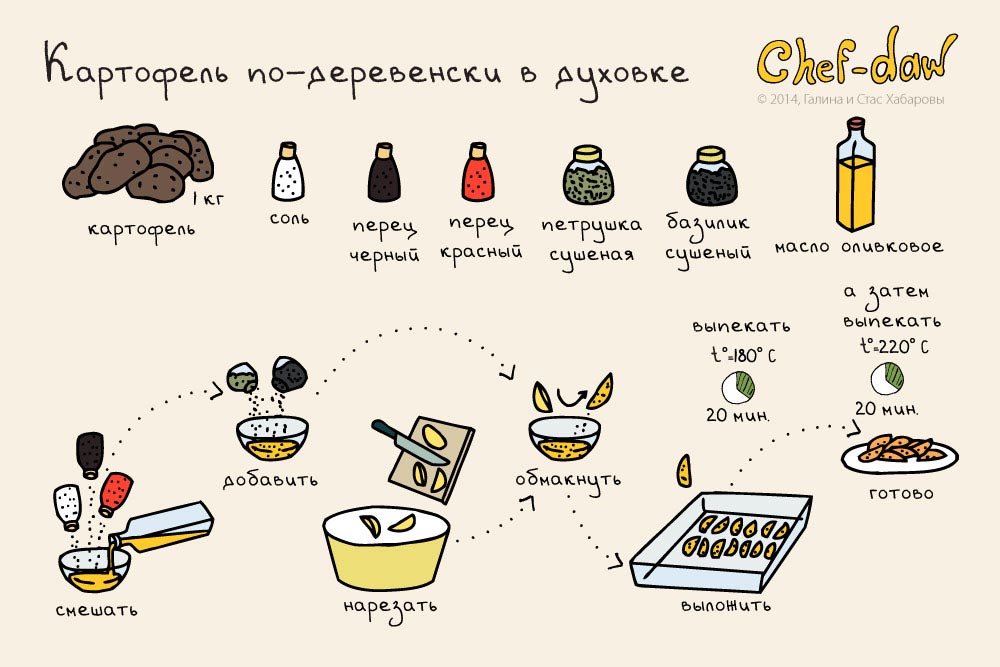 Картофель по-деревенски в духовке
Chef-daw
© 2014, Галина и Стас Хабаровы
1 кг
картофель
соль
перец
черный
перец
красный
петрушка
сушеная
базилик
сушеный
масло оливковое
смешать
добавить
нарезать
обмакнуть
выложить
выпекать
t°=180° C
20 мин.
а затем
выпекать
t°=220° C
20 мин.
готово